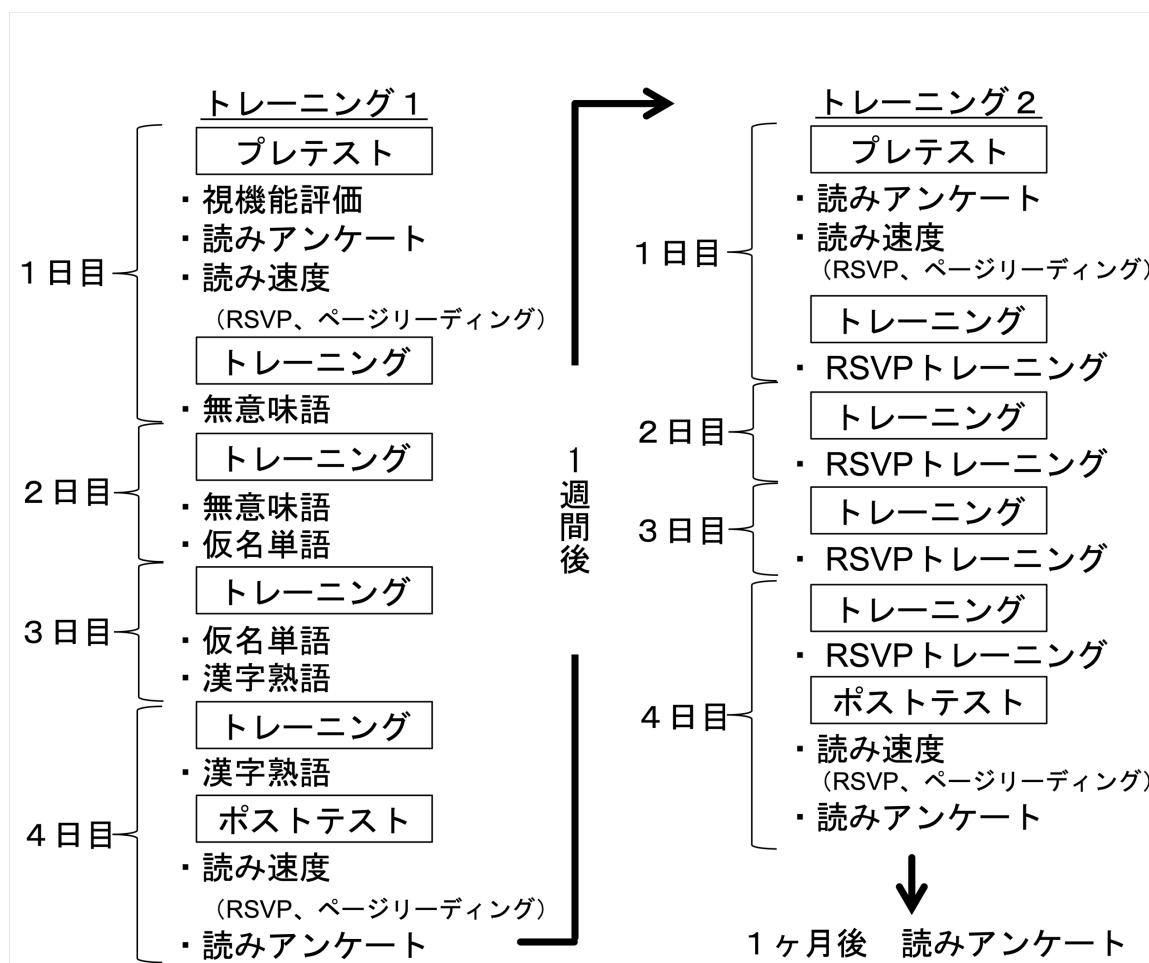 トレーニング１
プレテスト
・視機能評価
・読みアンケート
・読み速度
（RSVP、ページリーディング）
１日目
トレーニング
・無意味語
トレーニング
２日目
・無意味語
・仮名単語
トレーニング
３日目
・仮名単語
・漢字熟語
トレーニング
・漢字熟語
ポストテスト
４日目
・読み速度
（RSVP、ページリーディング）
・読みアンケート
１週間後
トレーニング２
プレテスト
・読みアンケート
・読み速度
（RSVP、ページリーディング）
１日目
トレーニング
・RSVPトレーニング
トレーニング
２日目
・RSVPトレーニング
トレーニング
３日目
・RSVPトレーニング
トレーニング
・RSVPトレーニング
ポストテスト
４日目
・読み速度
（RSVP、ページリーディング）
・読みアンケート
１ヶ月後　読みアンケート